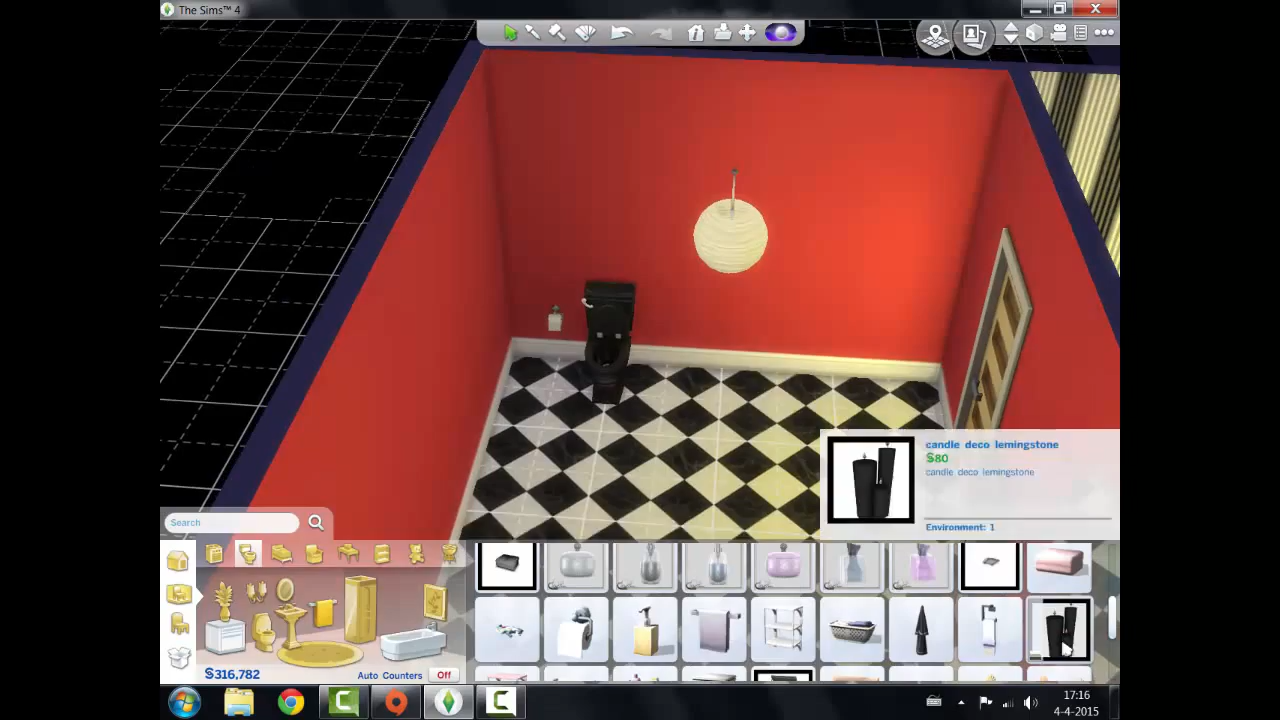 The Sims™ 4
candle deco lemingstone
§80
candle deco lemingstone
Environment: 1
Search
§316,782
Auto Counters
Off
17:16
4-4-2015